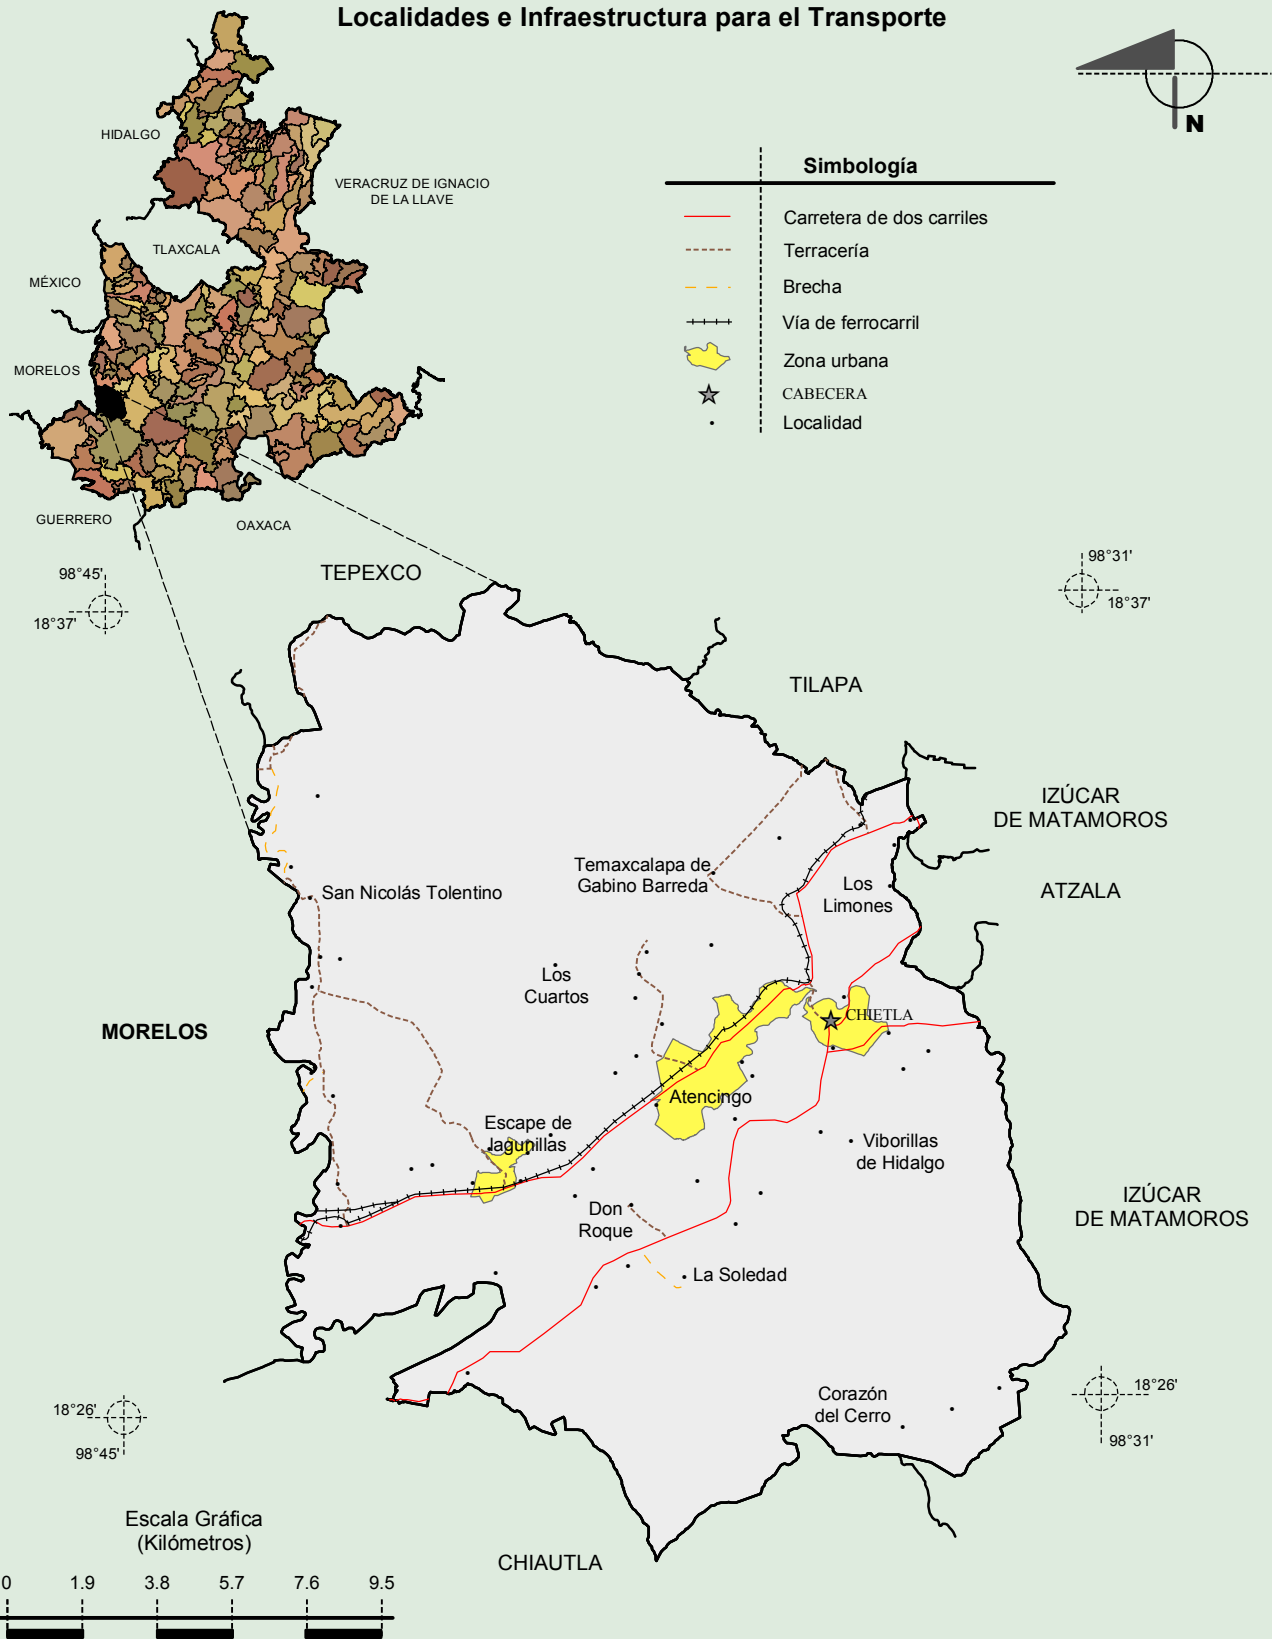 Localidades e Infraestructura para el Transporte
N
HIDALGO
VERACRUZ DE IGNACIO
DE LA LLAVE
TLAXCALA
MÉXICO
MORELOS
GUERRERO
OAXACA
Simbología
Carretera de dos carriles
Terracería
Brecha
Vía de ferrocarril
Zona urbana
CABECERA
Localidad
98°45'
18°37'
98°31'
18°37'
TEPEXCO
TILAPA
IZÚCAR
DE MATAMOROS
ATZALA
Temaxcalapa de
Gabino Barreda
Los
Limones
San Nicolás Tolentino
Los
Cuartos
MORELOS
CHIETLA
Atencingo
Escape de
lagunillas
Viborillas
de Hidalgo
Don
Roque
IZÚCAR
DE MATAMOROS
La Soledad
Corazón
del Cerro
18°26'
98°45'
18°26'
98°31'
CHIAUTLA
Escala Gráfica
(Kilómetros)
0 1.9 3.8 5.7 7.6 9.5